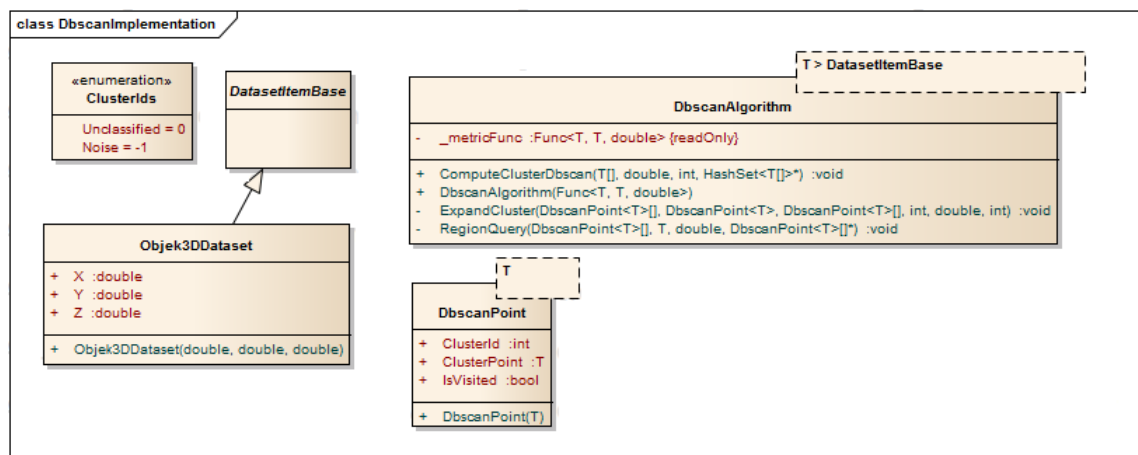 class DbscanImplementation
«enumeration»
ClusterIds
Unclassified = 0
Noise = -1
DatasetItemBase
T > DatasetItemBase
DbscanAlgorithm
- _metricFunc :Func<T, T, double> {readOnly}
+ ComputeClusterDbscan(T[], double, int, HashSet<T[]>*) :void
+ DbscanAlgorithm(Func<T, T, double>)
- ExpandCluster(DbscanPoint<T>[], DbscanPoint<T>, DbscanPoint<T>[], int, double, int) :void
- RegionQuery(DbscanPoint<T>[], T, double, DbscanPoint<T>[]*) :void
Objek3DDataset
+ X :double
+ Y :double
+ Z :double
+ Objek3DDataset(double, double, double)
T
DbscanPoint
+ ClusterId :int
+ ClusterPoint :T
+ IsVisited :bool
+ DbscanPoint(T)